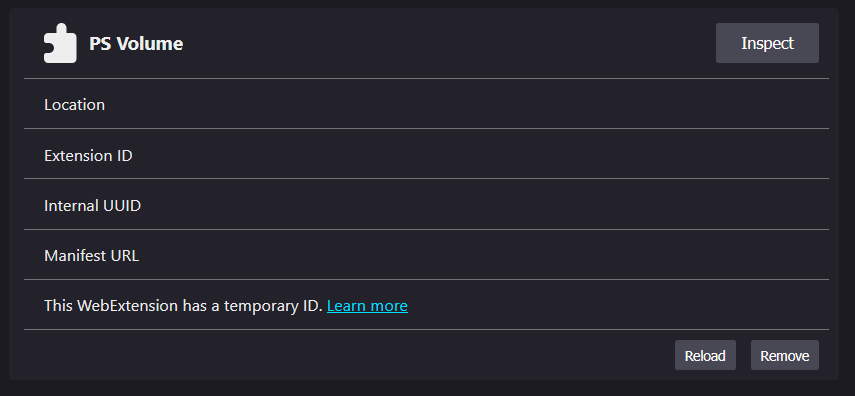 PS Volume
Inspect
Location
Extension ID
Internal UUID
Manifest URL
This WebExtension has a temporary ID. Learn more
Reload Remove